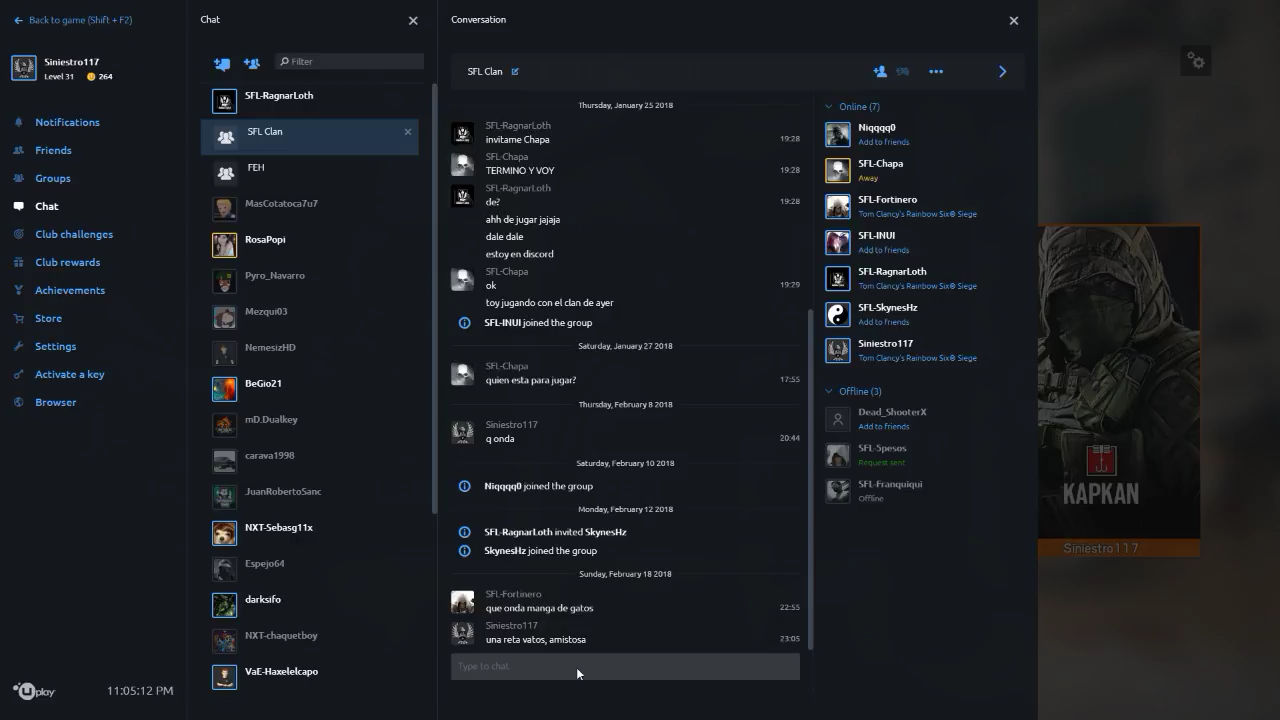 Back to game (Shift + F2)
Siniestro117
Level 31
264
Notifications
Friends
Groups
Chat
Club challenges
Club rewards
Achievements
Store
Settings
Activate a key
Browser
uplay
11:05:12 PM
Chat
Filter
SFL-RagnarLoth
SFL Clan
FEH
MasCotatoca7u7
RosaPopi
Pyro_Navarro
Mezqui03
NemesizHD
BeGio21
mD.Dualkey
carava1998
JuanRobertoSanc
NXT-Sebasg11x
Espejo64
darksifo
NXT-chaquetboy
VaE-Haxelelcapo
Conversation
SFL Clan
Thursday, January 25 2018
SFL-RagnarLoth
invitame Chapa 19:28
SFL-Chapa
TERMINO Y VOY 19:28
SFL-RagnarLoth
de? 19:28
ahh de jugar jajaja
dale dale
estoy en discord
SFL-Chapa
ok 19:29
toy jugando con el clan de ayer
SFL-INUI joined the group
Saturday, January 27 2018
SFL-Chapa
quien esta para jugar? 17:55
Thursday, February 8 2018
Siniestro117
q onda 20:44
Saturday, February 10 2018
Niqqqq0 joined the group
Monday, February 12 2018
SFL-RagnarLoth invited SkynesHz
SkynesHz joined the group
Sunday, February 18 2018
SFL-Fortinero
que onda manga de gatos 22:55
Siniestro117
una reta vatos, amistosa 23:05
Type to chat.
Online (7)
Niqqqq0
Add to friends
SFL-Chapa
Away
SFL-Fortinero
Tom Clancy's Rainbow Six® Siege
SFL-INUI
Add to friends
SFL-RagnarLoth
Tom Clancy's Rainbow Six® Siege
SFL-SkynesHz
Add to friends
Siniestro117
Tom Clancy's Rainbow Six® Siege
Offline (3)
Dead_ShooterX
Add to friends
SFL-Spesos
Request sent
SFL-Franquiqui
Offline
KAPKAN
Siniestro117